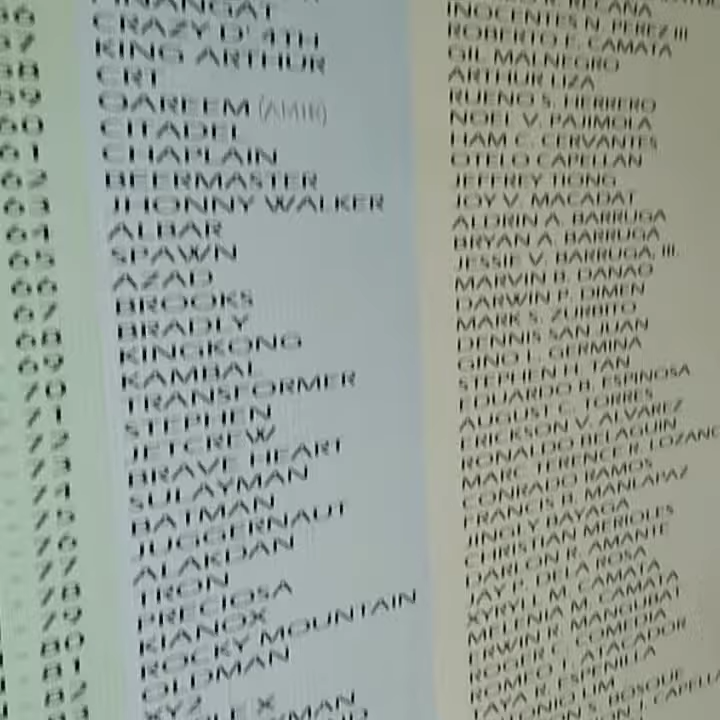 56
57
58
59
60
61
62
63
64
65
66
67
68
69
70
71
72
73
74
75
76
77
78
79
80
81
82
CRAZY D' 4TH
KING ARTHUR
CRT
QAREEM (AMIR)
CITADEL
CHAPLAIN
BEERMASTER
JHONNY WALKER
ALBAR
SPAWN
AZAD
BROOKS
BRADLY
KINGKONG
KAMBAL
TRANSFORMER
STEPHEN
JETCREW
BRAVE HEART
SULAYMAN
BATMAN
JUGGERNAUT
ALAKDAN
TRON
PRECIOSA
KIANOX
ROCKY MOUNTAIN
OLDMAN
XYZ
INOCENTES N. PEREZ III
ROBERTO F. CAMATA
GIL MALNEGRO
ARTHUR LIZA
RUENO S. HERRERO
NOEL V. PAJIMOLA
HAM C. CERVANTES
OTELO CAPELLAN
JEFFREY TIONG
JOY V. MACADAT
ALDRIN A. BARRUGA
BRYAN A. BARRUGA
JESSIE V. BARRUGA, III.
MARVIN B. DANAO
DARWIN P. DIMEN
MARK S. ZURBITO
DENNIS SAN JUAN
GINO L. GERMINA
STEPHEN H. TAN
EDUARDO B. ESPINOSA
AUGUST C. TORRES
ERICKSON V. ALVAREZ
RONALDO BELAGUIN
MARC TERENCE R. LOZANO
CONRADO RAMOS
FRANCIS B. MANLAPAZ
JINGLY BAYAGA
CHRISTIAN MERIOLES
DARLON R. AMANTE
JAY P. DELA ROSA
XYRYLL M. CAMATA
MELENIA M. CAMATA
ERWIN R. MANGUBAT
ROGER C. COMEDIA
ROMEO T. ATACADOR
TAYA R. ESPENILLA